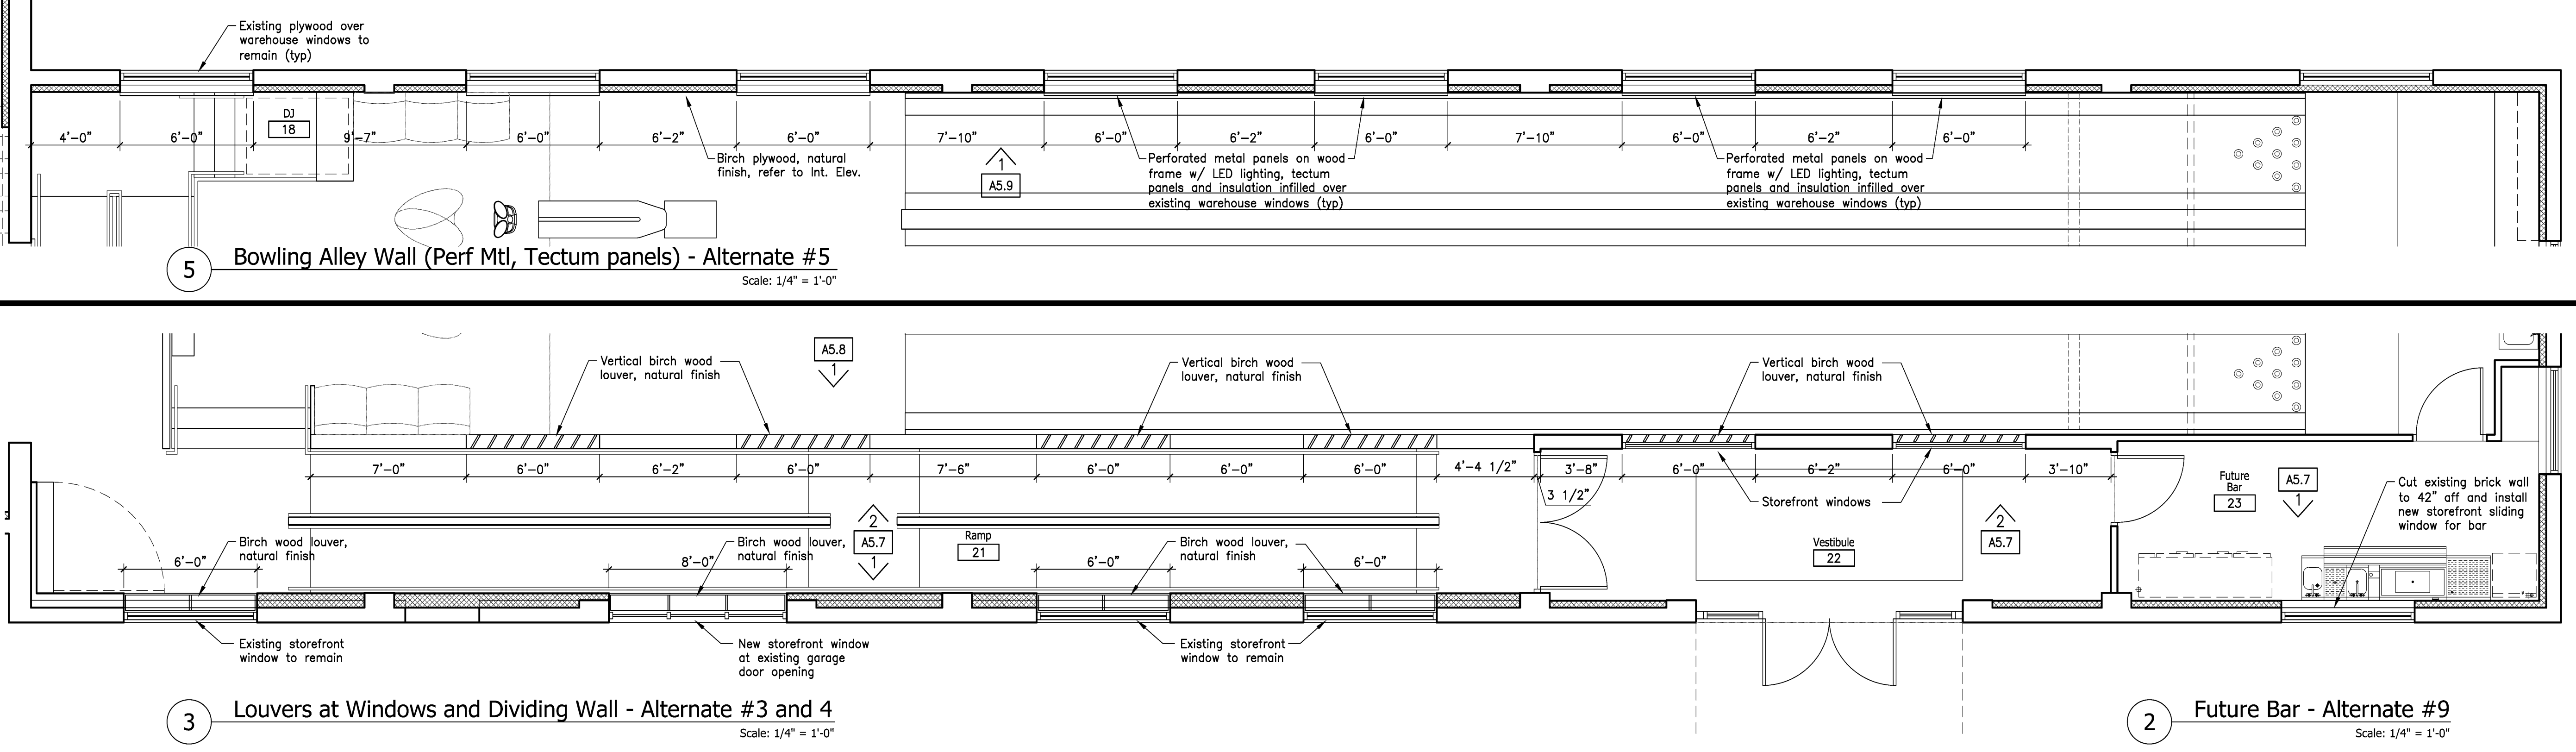 Existing plywood over
warehouse windows to
remain (typ)
DJ
18
4'-0"
6'-0"
9'-7"
6'-0"
6'-2"
6'-0"
7'-10"
6'-0"
6'-2"
6'-0"
7'-10"
6'-0"
6'-2"
6'-0"
Birch plywood, natural
finish, refer to Int. Elev.
1
A5.9
Perforated metal panels on wood
frame w/ LED lighting, tectum
panels and insulation infilled over
existing warehouse windows (typ)
Perforated metal panels on wood
frame w/ LED lighting, tectum
panels and insulation infilled over
existing warehouse windows (typ)
5
Bowling Alley Wall (Perf Mtl, Tectum panels) - Alternate #5
Scale: 1/4" = 1'-0"
A5.8
1
Vertical birch wood
louver, natural finish
Vertical birch wood
louver, natural finish
Vertical birch wood
louver, natural finish
7'-0"
6'-0"
6'-2"
6'-0"
7'-6"
6'-0"
6'-0"
6'-0"
4'-4 1/2"
3'-8"
6'-0"
6'-2"
6'-0"
3'-10"
3 1/2"
Storefront windows
Future
Bar
23
A5.7
1
Cut existing brick wall
to 42" aff and install
new storefront sliding
window for bar
2
A5.7
1
Ramp
21
Vestibule
22
2
A5.7
Birch wood louver,
natural finish
6'-0"
Birch wood louver,
natural finish
8'-0"
Birch wood louver,
natural finish
6'-0"
6'-0"
Existing storefront
window to remain
New storefront window
at existing garage
door opening
Existing storefront
window to remain
3
Louvers at Windows and Dividing Wall - Alternate #3 and 4
Scale: 1/4" = 1'-0"
2
Future Bar - Alternate #9
Scale: 1/4" = 1'-0"